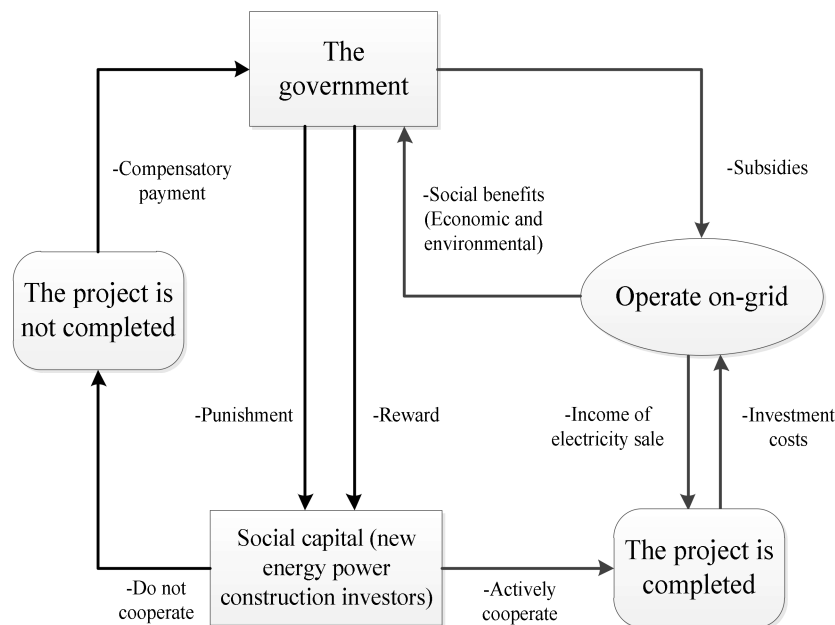 The
government
-Compensatory
payment
-Social benefits
(Economic and
environmental)
-Subsidies
The project is
not completed
Operate on-grid
-Punishment
-Reward
-Income of
electricity sale
-Investment
costs
Social capital (new
energy power
construction investors)
The project is
completed
-Do not
cooperate
-Actively
cooperate